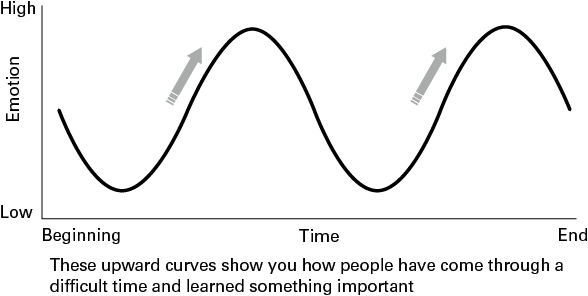 High
Emotion
Low
Beginning Time End
These upward curves show you how people have come through a
difficult time and learned something important